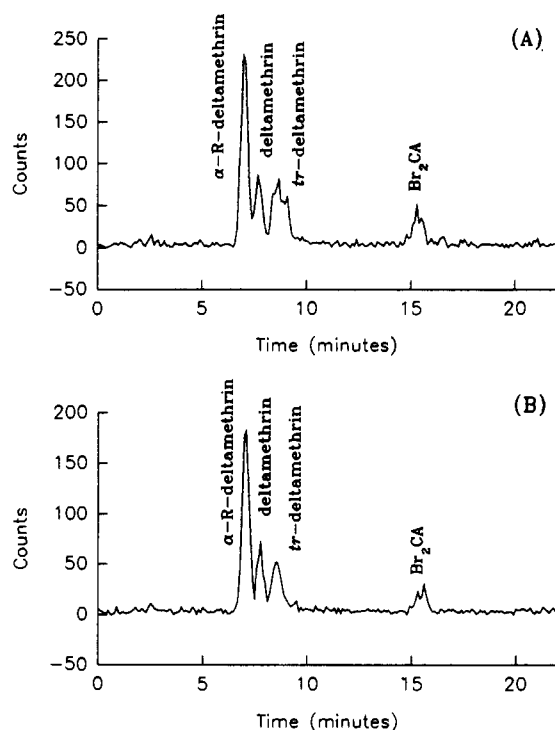 (A)
250
200
150
100
50
0
−50
Counts
α−R−deltamethrin
deltamethrin
tr−deltamethrin
Br₂CA
0 5 10 15 20
Time (minutes)
(B)
200
150
100
50
0
−50
Counts
α−R−deltamethrin
deltamethrin
tr−deltamethrin
Br₂CA
0 5 10 15 20
Time (minutes)